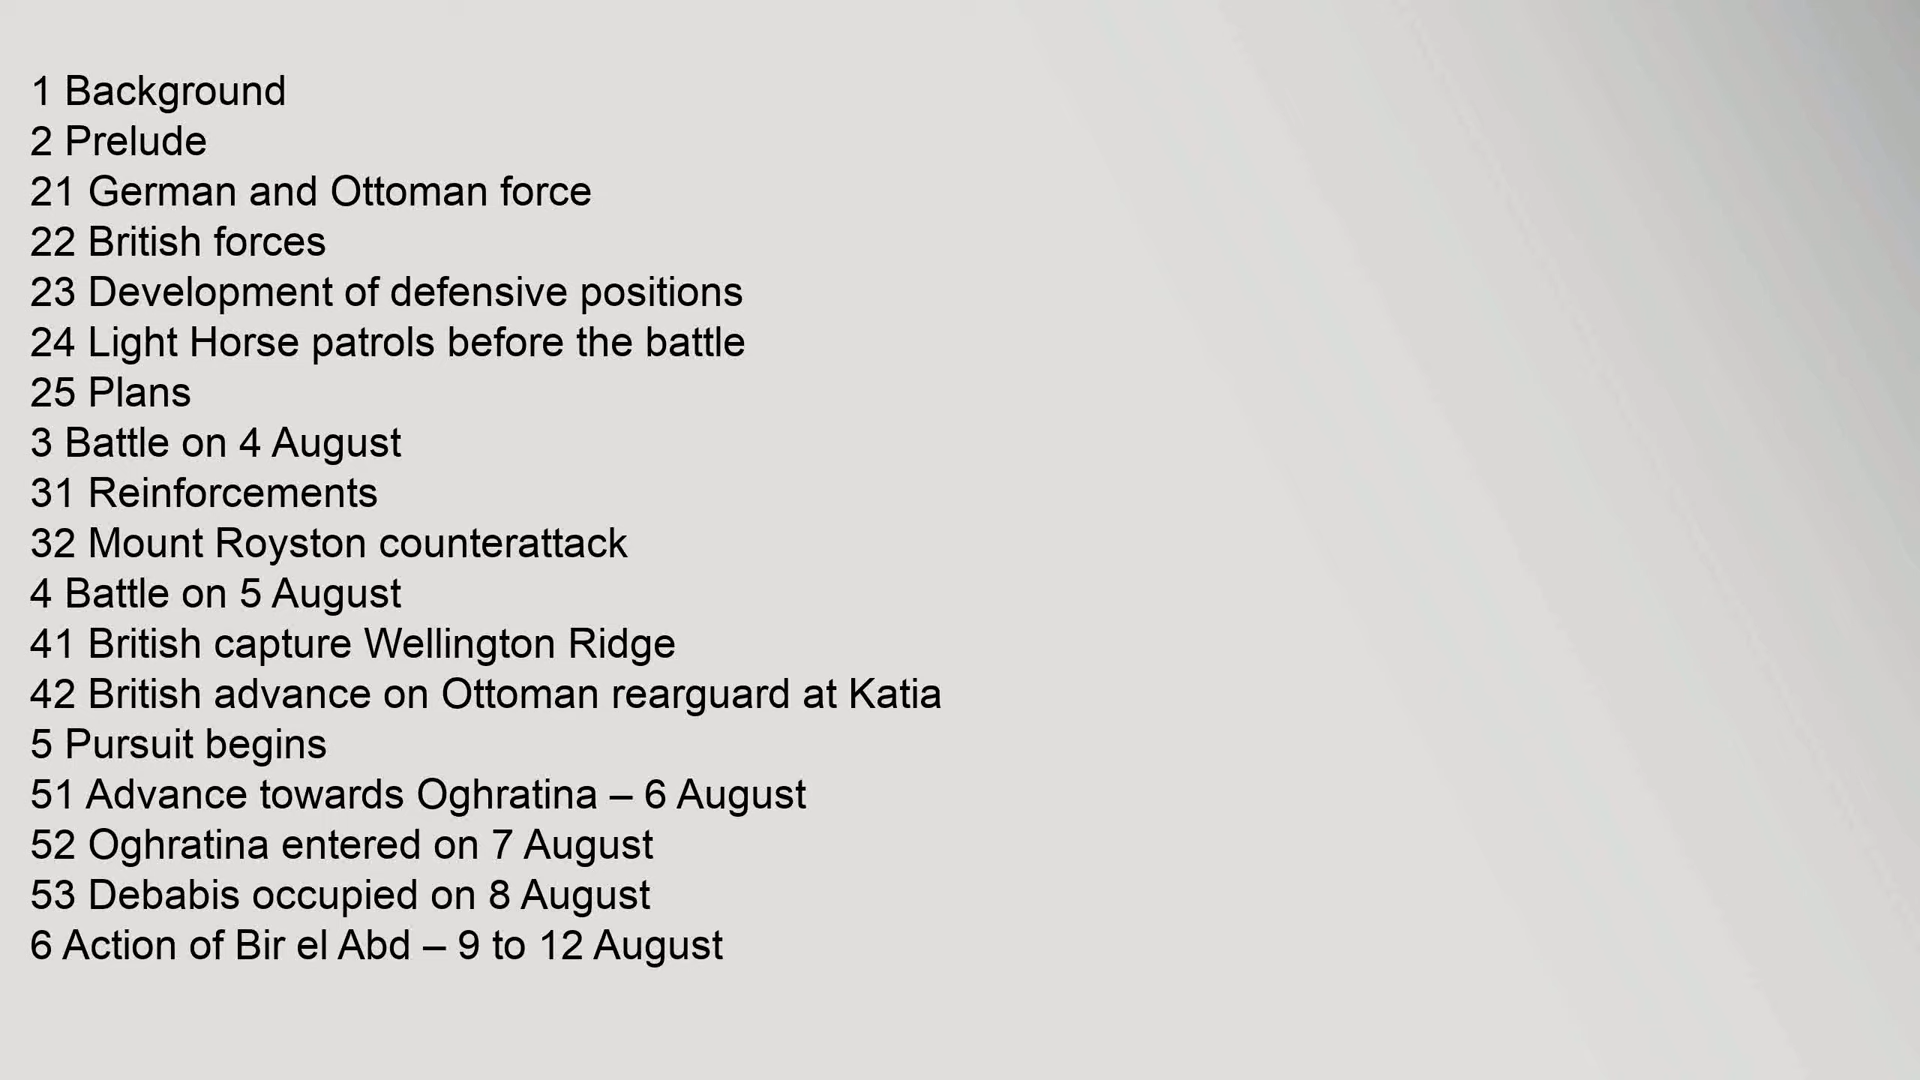 1 Background
2 Prelude
21 German and Ottoman force
22 British forces
23 Development of defensive positions
24 Light Horse patrols before the battle
25 Plans
3 Battle on 4 August
31 Reinforcements
32 Mount Royston counterattack
4 Battle on 5 August
41 British capture Wellington Ridge
42 British advance on Ottoman rearguard at Katia
5 Pursuit begins
51 Advance towards Oghratina – 6 August
52 Oghratina entered on 7 August
53 Debabis occupied on 8 August
6 Action of Bir el Abd – 9 to 12 August